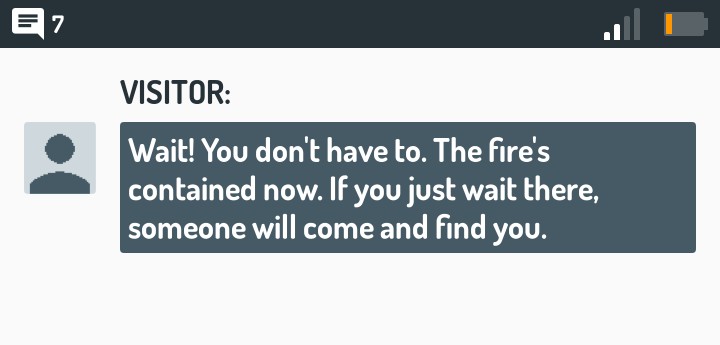 7
VISITOR:
Wait! You don't have to. The fire's
contained now. If you just wait there,
someone will come and find you.